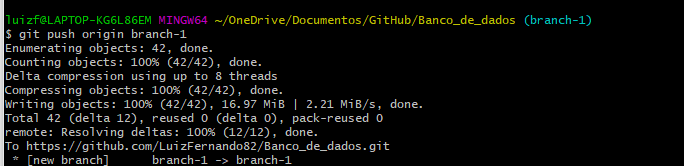 luizf@LAPTOP-KG6L86EM MINGW64 ~/OneDrive/Documentos/GitHub/Banco_de_dados (branch-1)
$ git push origin branch-1
Enumerating objects: 42, done.
Counting objects: 100% (42/42), done.
Delta compression using up to 8 threads
Compressing objects: 100% (42/42), done.
Writing objects: 100% (42/42), 16.97 MiB | 2.21 MiB/s, done.
Total 42 (delta 12), reused 0 (delta 0), pack-reused 0
remote: Resolving deltas: 100% (12/12), done.
To https://github.com/LuizFernando82/Banco_de_dados.git
 * [new branch]      branch-1 -> branch-1